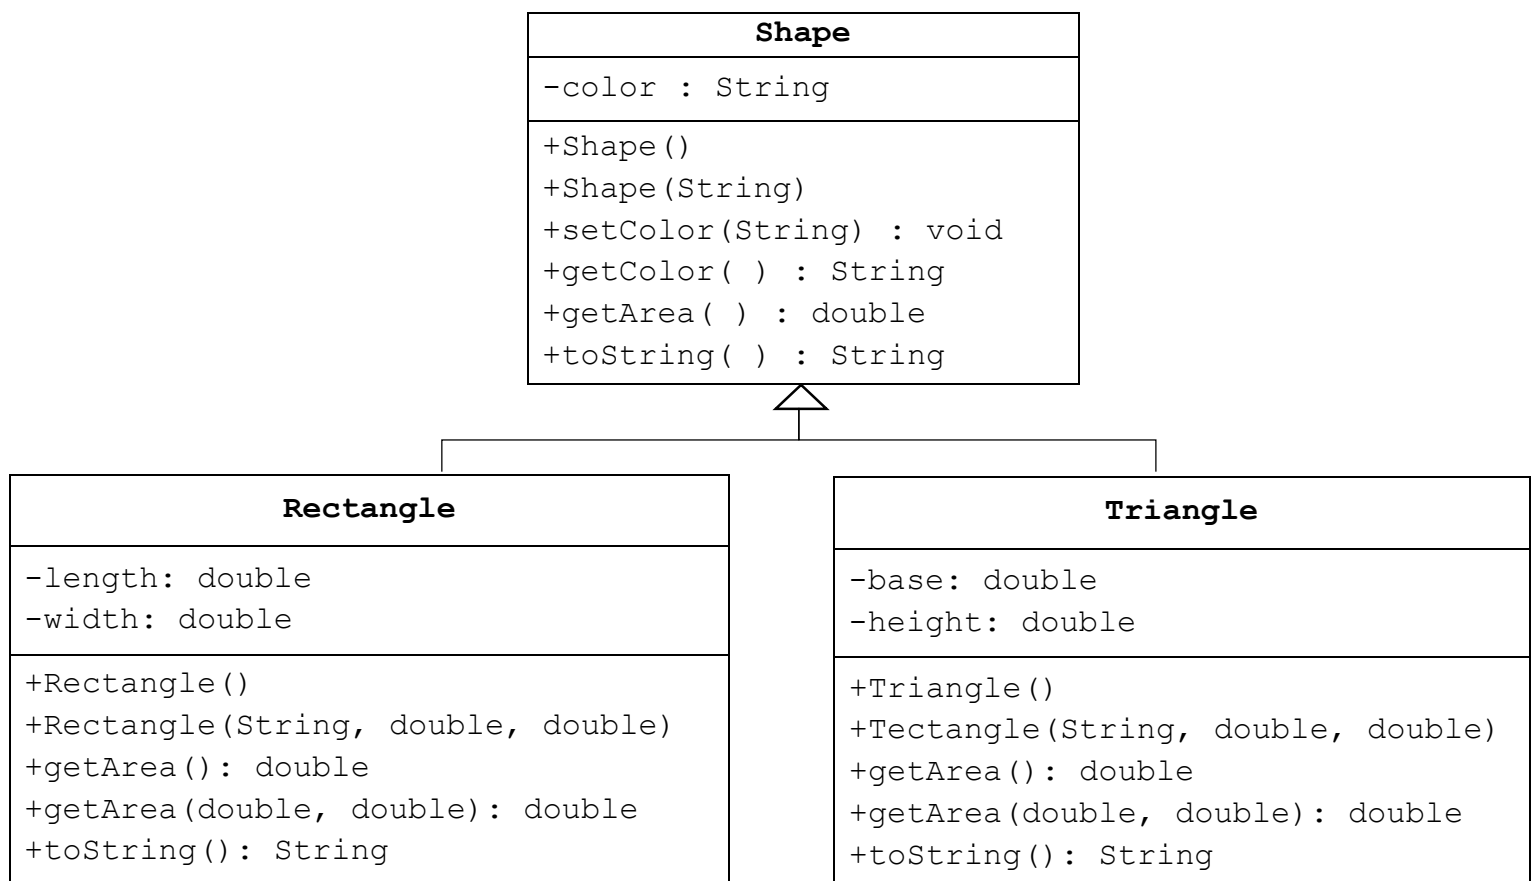 Shape
-color : String
+Shape()
+Shape(String)
+setColor(String) : void
+getColor( ) : String
+getArea( ) : double
+toString( ) : String
Rectangle
-length: double
-width: double
+Rectangle()
+Rectangle(String, double, double)
+getArea(): double
+getArea(double, double): double
+toString(): String
Triangle
-base: double
-height: double
+Triangle()
+Tectangle(String, double, double)
+getArea(): double
+getArea(double, double): double
+toString(): String